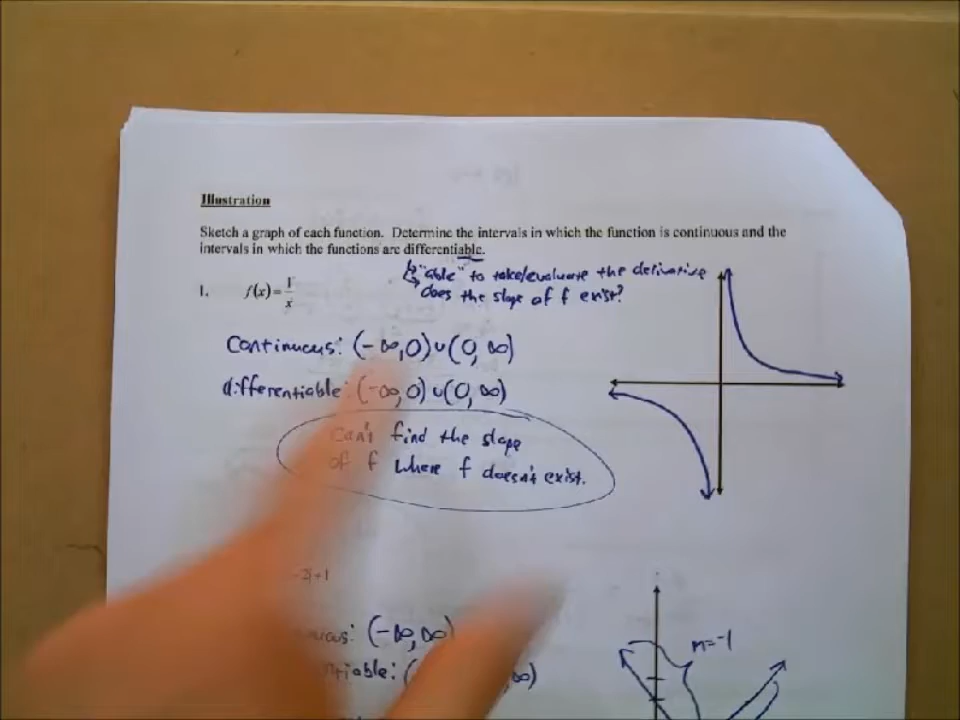 Illustration
Sketch a graph of each function. Determine the intervals in which the function is continuous and the
intervals in which the functions are differentiable.
"able" to take/evaluate the derivative
does the slope of f exist?
1. f(x) = 1/x
Continuous: (-∞,0)∪(0,∞)
differentiable: (-∞,0)∪(0,∞)
Can't find the slope
of f where f doesn't exist.
-2|+1
: (-∞,∞)
m=-1
∞)